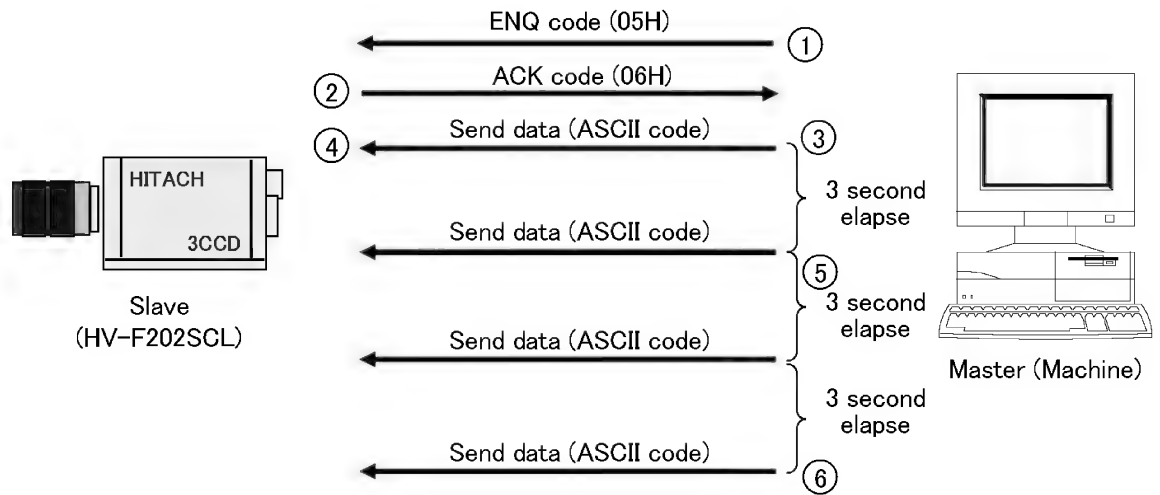 ENQ code (05H)
①
② ACK code (06H)
④ Send data (ASCII code) ③
3 second
elapse
HITACH
3CCD
Send data (ASCII code)
⑤
3 second
elapse
Slave
(HV-F202SCL)
Send data (ASCII code)
Master (Machine)
3 second
elapse
Send data (ASCII code)
⑥